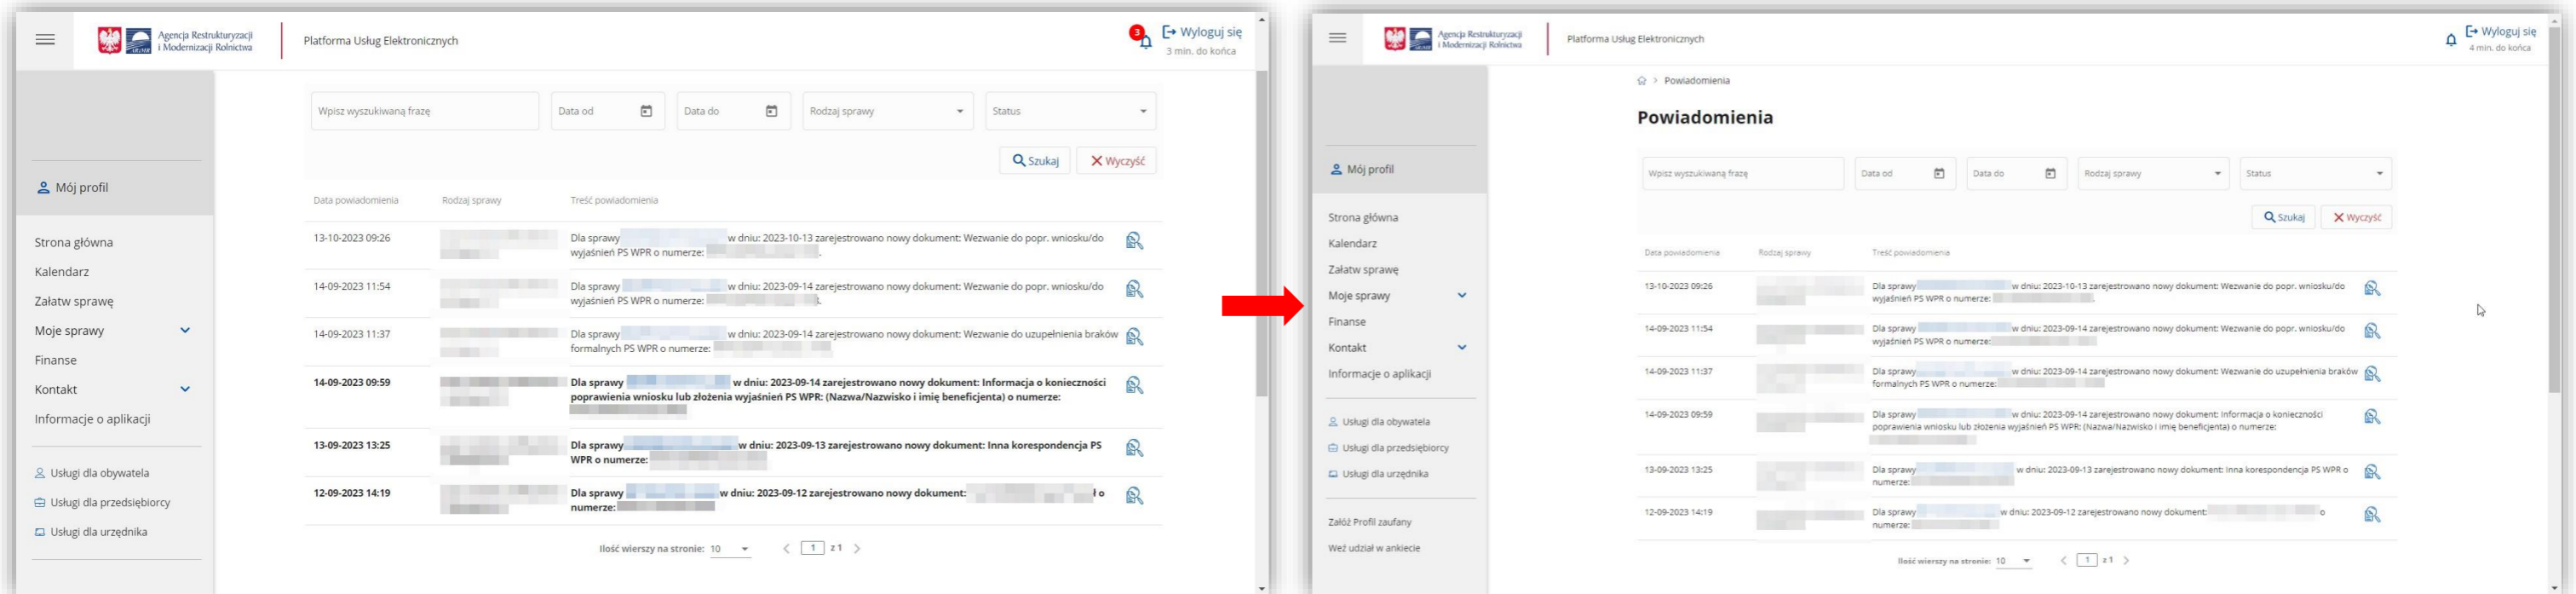 Agencja Restrukturyzacji
i Modernizacji Rolnictwa
Platforma Usług Elektronicznych
3
Wyloguj się
3 min. do końca
Mój profil
Strona główna
Kalendarz
Załatw sprawę
Moje sprawy
Finanse
Kontakt
Informacje o aplikacji
Usługi dla obywatela
Usługi dla przedsiębiorcy
Usługi dla urzędnika
Wpisz wyszukiwaną frazę
Data od
Data do
Rodzaj sprawy
Status
Szukaj
Wyczyść
Data powiadomienia Rodzaj sprawy Treść powiadomienia
13-10-2023 09:26 Dla sprawy w dniu: 2023-10-13 zarejestrowano nowy dokument: Wezwanie do popr. wniosku/do
wyjaśnień PS WPR o numerze: .
14-09-2023 11:54 Dla sprawy w dniu: 2023-09-14 zarejestrowano nowy dokument: Wezwanie do popr. wniosku/do
wyjaśnień PS WPR o numerze:
14-09-2023 11:37 Dla sprawy w dniu: 2023-09-14 zarejestrowano nowy dokument: Wezwanie do uzupełnienia braków
formalnych PS WPR o numerze:
14-09-2023 09:59 Dla sprawy w dniu: 2023-09-14 zarejestrowano nowy dokument: Informacja o konieczności
poprawienia wniosku lub złożenia wyjaśnień PS WPR: (Nazwa/Nazwisko i imię beneficjenta) o numerze:
13-09-2023 13:25 Dla sprawy w dniu: 2023-09-13 zarejestrowano nowy dokument: Inna korespondencja PS
WPR o numerze:
12-09-2023 14:19 Dla sprawy w dniu: 2023-09-12 zarejestrowano nowy dokument: o
numerze:
Ilość wierszy na stronie: 10 < 1 z 1 >
Agencja Restrukturyzacji
i Modernizacji Rolnictwa
Platforma Usług Elektronicznych
Wyloguj się
4 min. do końca
Mój profil
Strona główna
Kalendarz
Załatw sprawę
Moje sprawy
Finanse
Kontakt
Informacje o aplikacji
Usługi dla obywatela
Usługi dla przedsiębiorcy
Usługi dla urzędnika
Załóż Profil zaufany
Weź udział w ankiecie
> Powiadomienia
Powiadomienia
Wpisz wyszukiwaną frazę
Data od
Data do
Rodzaj sprawy
Status
Szukaj
Wyczyść
Data powiadomienia Rodzaj sprawy Treść powiadomienia
13-10-2023 09:26 Dla sprawy w dniu: 2023-10-13 zarejestrowano nowy dokument: Wezwanie do popr. wniosku/do
wyjaśnień PS WPR o numerze: .
14-09-2023 11:54 Dla sprawy w dniu: 2023-09-14 zarejestrowano nowy dokument: Wezwanie do popr. wniosku/do
wyjaśnień PS WPR o numerze:
14-09-2023 11:37 Dla sprawy w dniu: 2023-09-14 zarejestrowano nowy dokument: Wezwanie do uzupełnienia braków
formalnych PS WPR o numerze:
14-09-2023 09:59 Dla sprawy w dniu: 2023-09-14 zarejestrowano nowy dokument: Informacja o konieczności
poprawienia wniosku lub złożenia wyjaśnień PS WPR: (Nazwa/Nazwisko i imię beneficjenta) o numerze:
13-09-2023 13:25 Dla sprawy w dniu: 2023-09-13 zarejestrowano nowy dokument: Inna korespondencja PS WPR o
numerze:
12-09-2023 14:19 Dla sprawy w dniu: 2023-09-12 zarejestrowano nowy dokument: o
numerze:
Ilość wierszy na stronie: 10 < 1 z 1 >